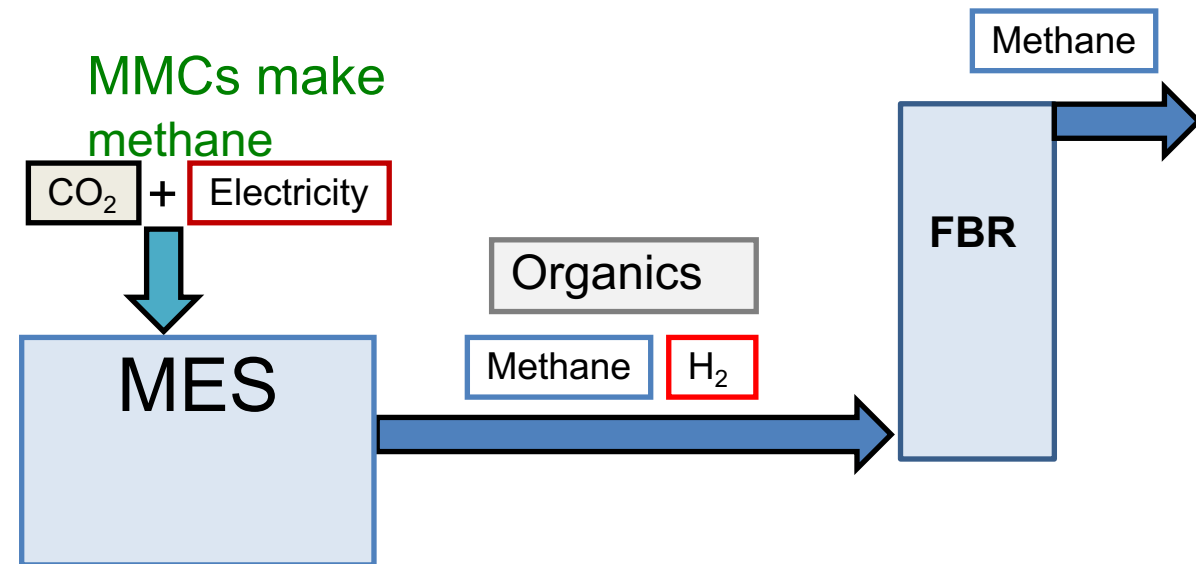 Methane
MMCs make
methane
CO₂ + Electricity
FBR
Organics
Methane H₂
MES